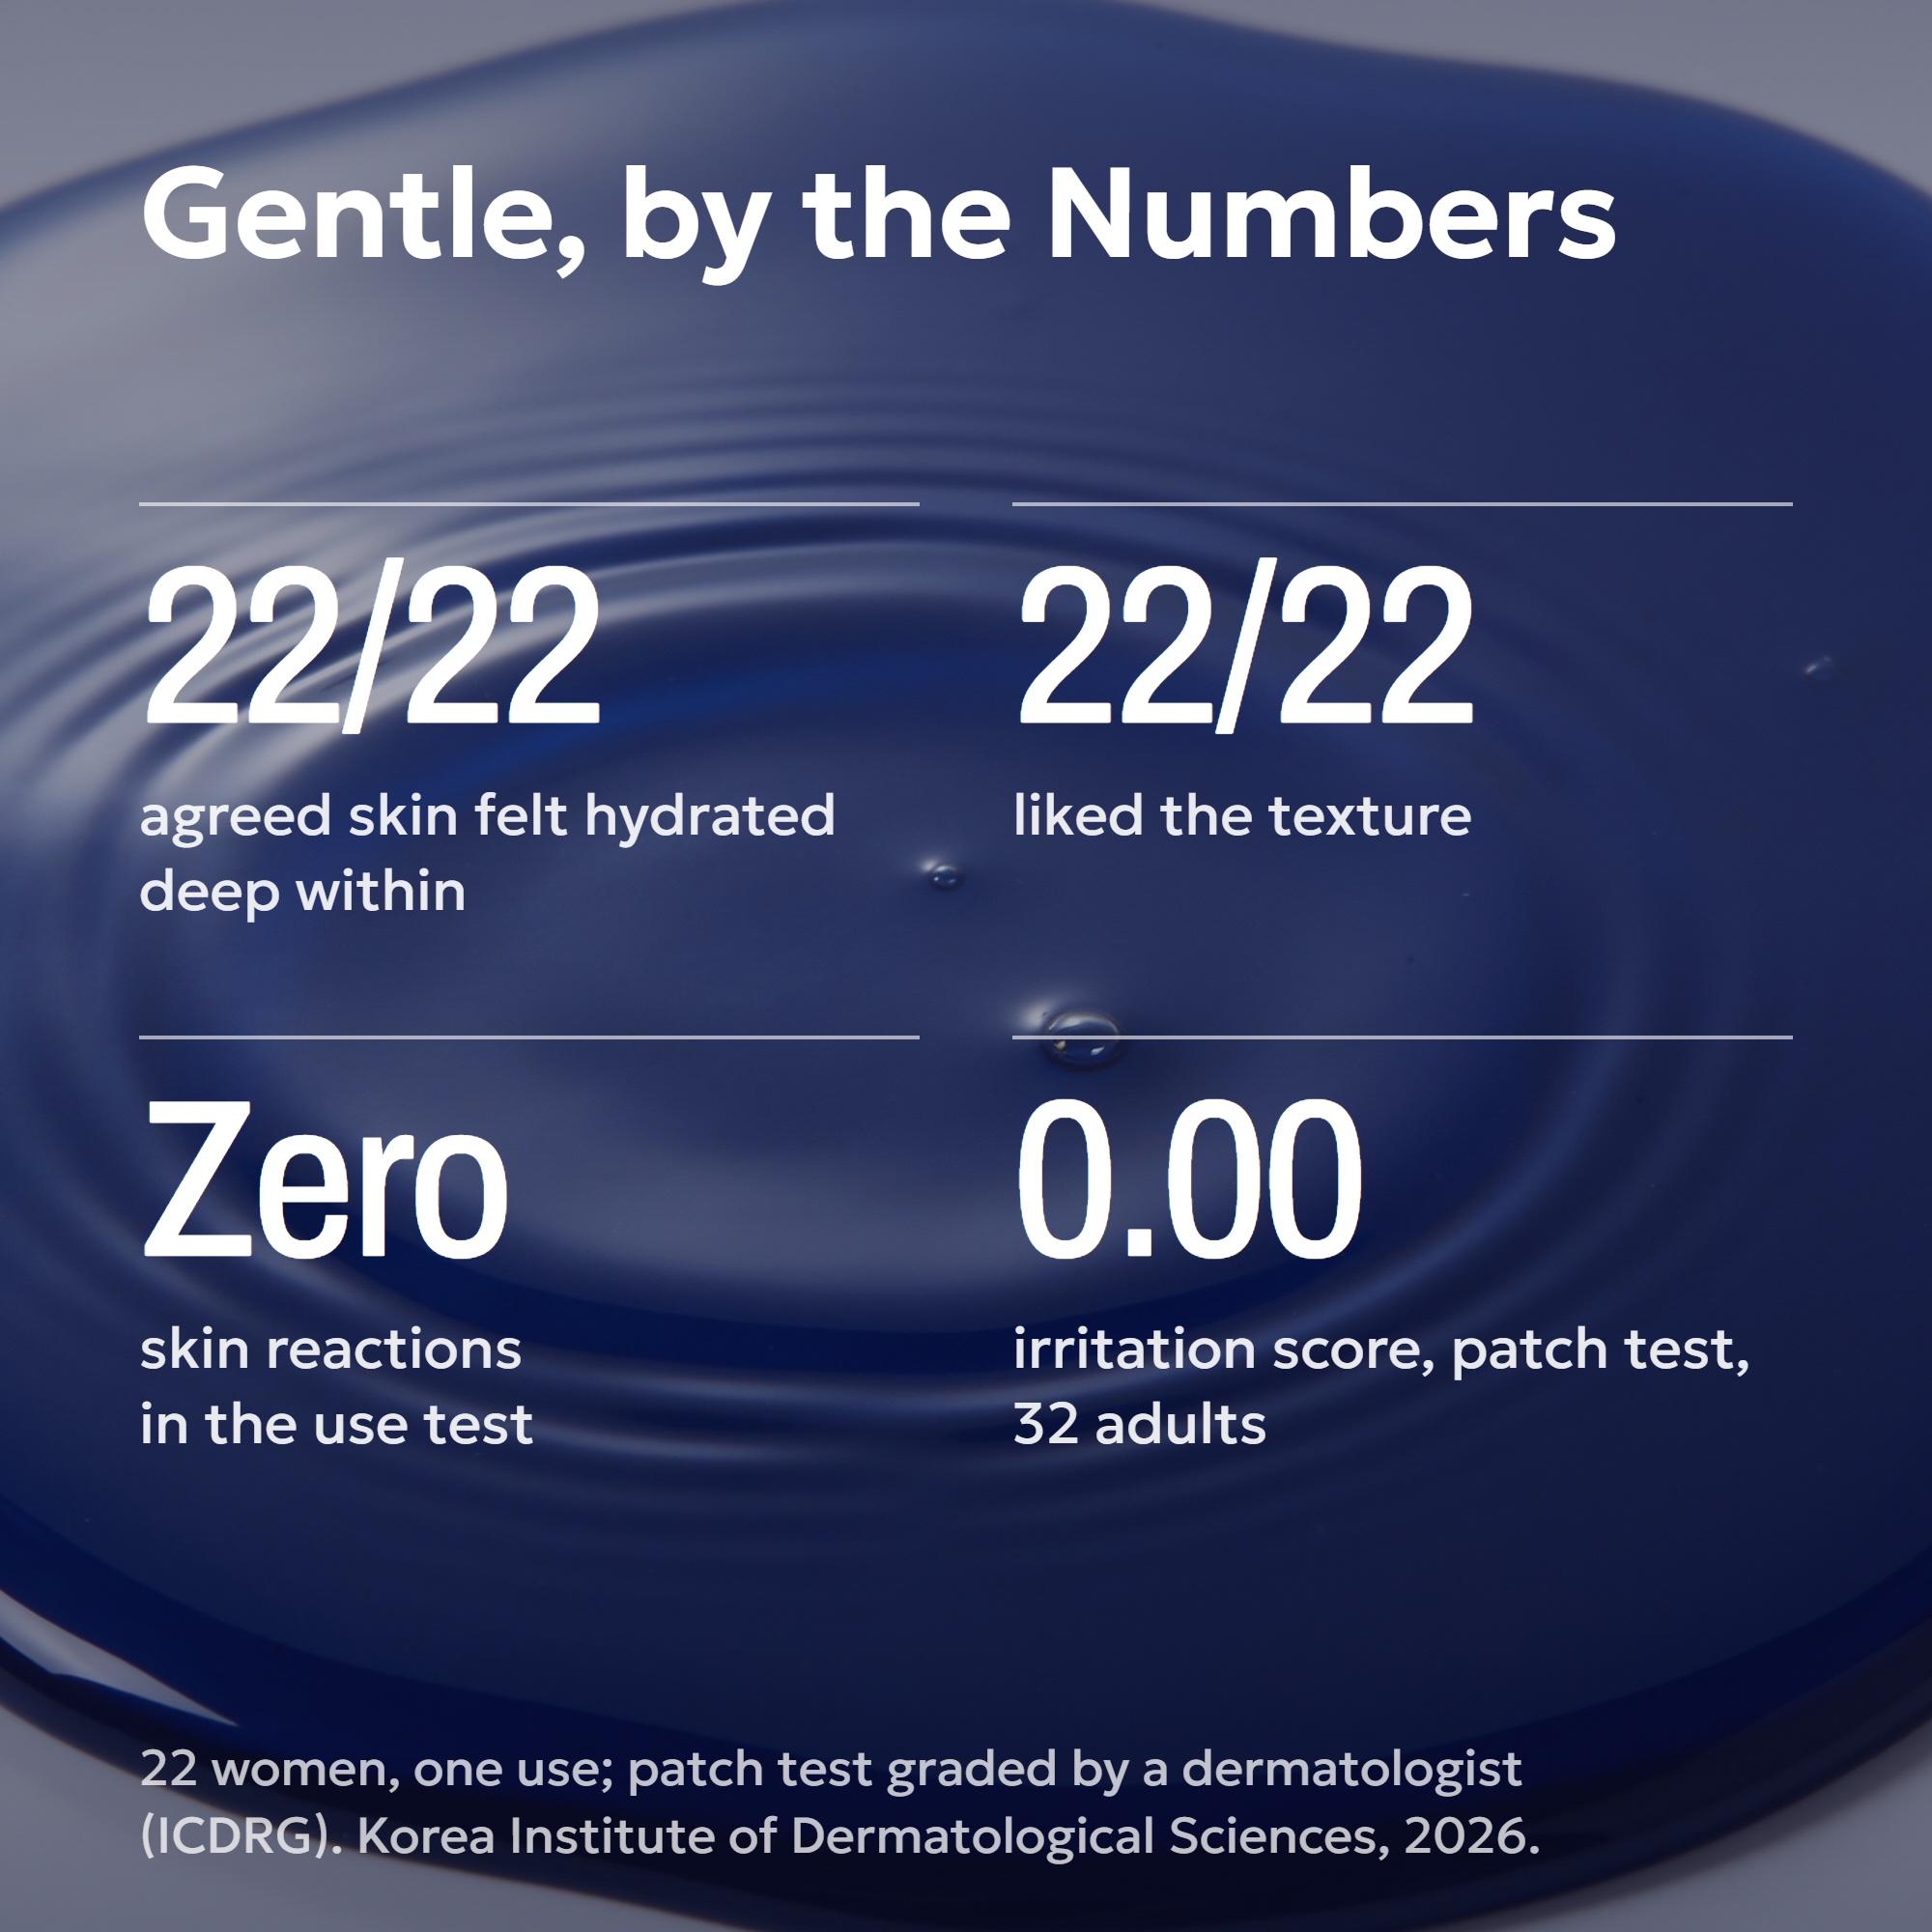 Gentle, by the Numbers
22/22
agreed skin felt hydrated
deep within
22/22
liked the texture
Zero
skin reactions
in the use test
0.00
irritation score, patch test,
32 adults
22 women, one use; patch test graded by a dermatologist
(ICDRG). Korea Institute of Dermatological Sciences, 2026.